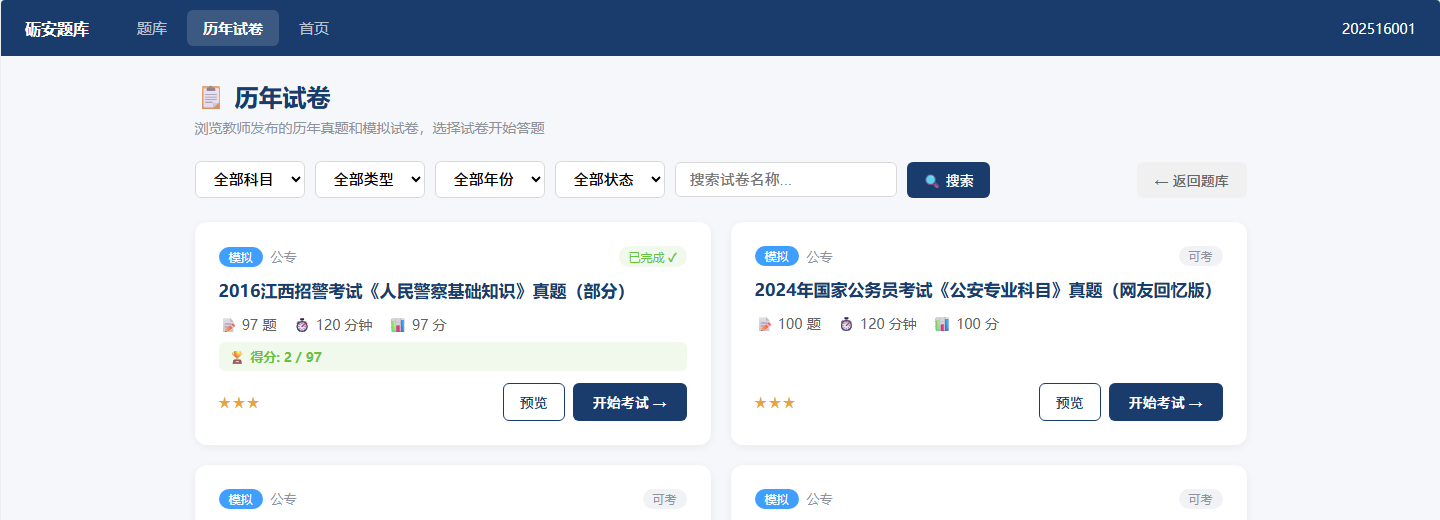 砺安题库 题库 历年试卷 首页 202516001
历年试卷
浏览教师发布的历年真题和模拟试卷，选择试卷开始答题
全部科目 全部类型 全部年份 全部状态 搜索试卷名称... 搜索 ← 返回题库
模拟 公专 已完成 ✓
2016江西招警考试《人民警察基础知识》真题（部分）
97 题 120 分钟 97 分
得分: 2 / 97
★★★ 预览 开始考试 →
模拟 公专 可考
2024年国家公务员考试《公安专业科目》真题（网友回忆版）
100 题 120 分钟 100 分
★★★ 预览 开始考试 →
模拟 公专 可考
模拟 公专 可考